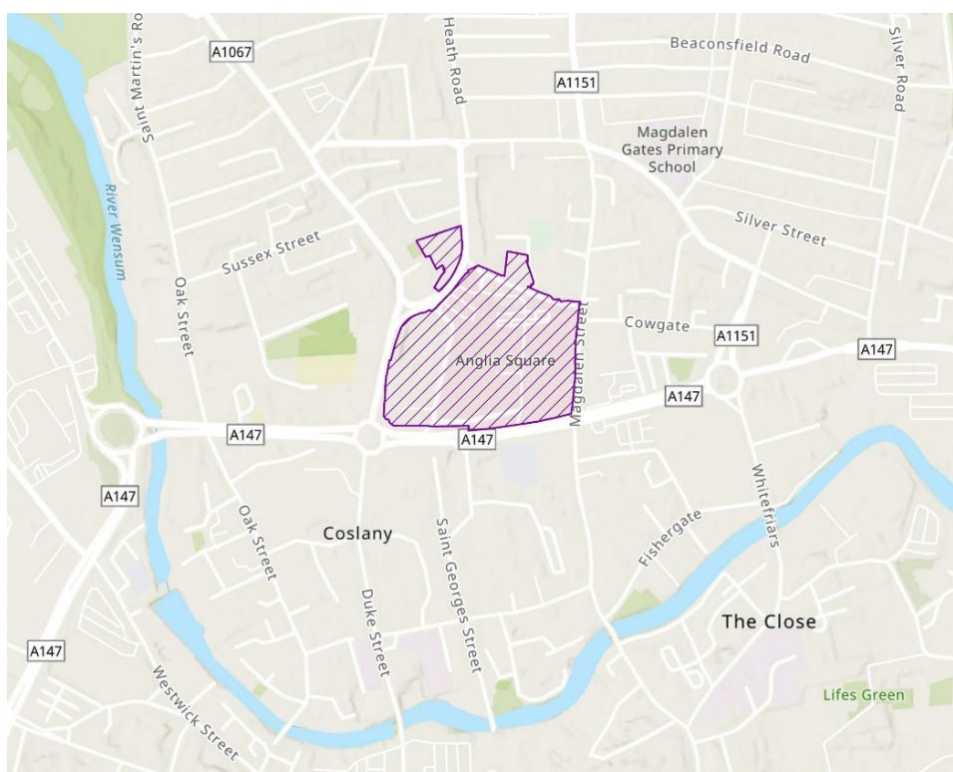 Saint Martin's Ro
A1067
Heath Road
Beaconsfield Road
Silver Road
A1151
Magdalen
Gates Primary
School
River Wensum
Sussex Street
Silver Street
Oak Street
Cowgate
A1151
A147
Anglia Square
Magdalen Street
A147
A147
A147
A147
Whitefriars
Oak Street
Coslany
Saint Georges Street
Fishergate
Duke Street
The Close
A147
Westwick Street
Lifes Green